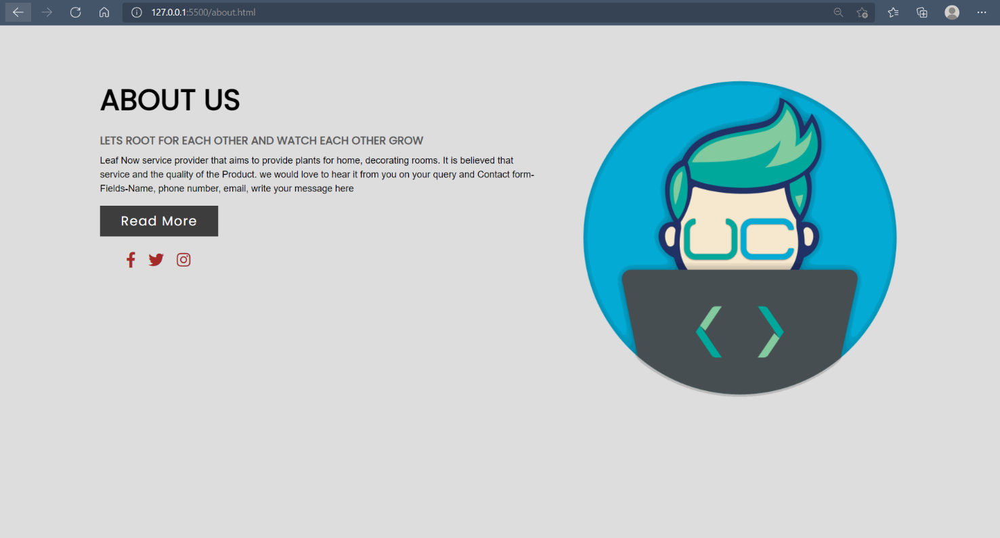 127.0.0.1:5500/about.html
ABOUT US
LETS ROOT FOR EACH OTHER AND WATCH EACH OTHER GROW
Leaf Now service provider that aims to provide plants for home, decorating rooms. It is believed that
service and the quality of the Product. we would love to hear it from you on your query and Contact form-
Fields-Name, phone number, email, write your message here
Read More
UC